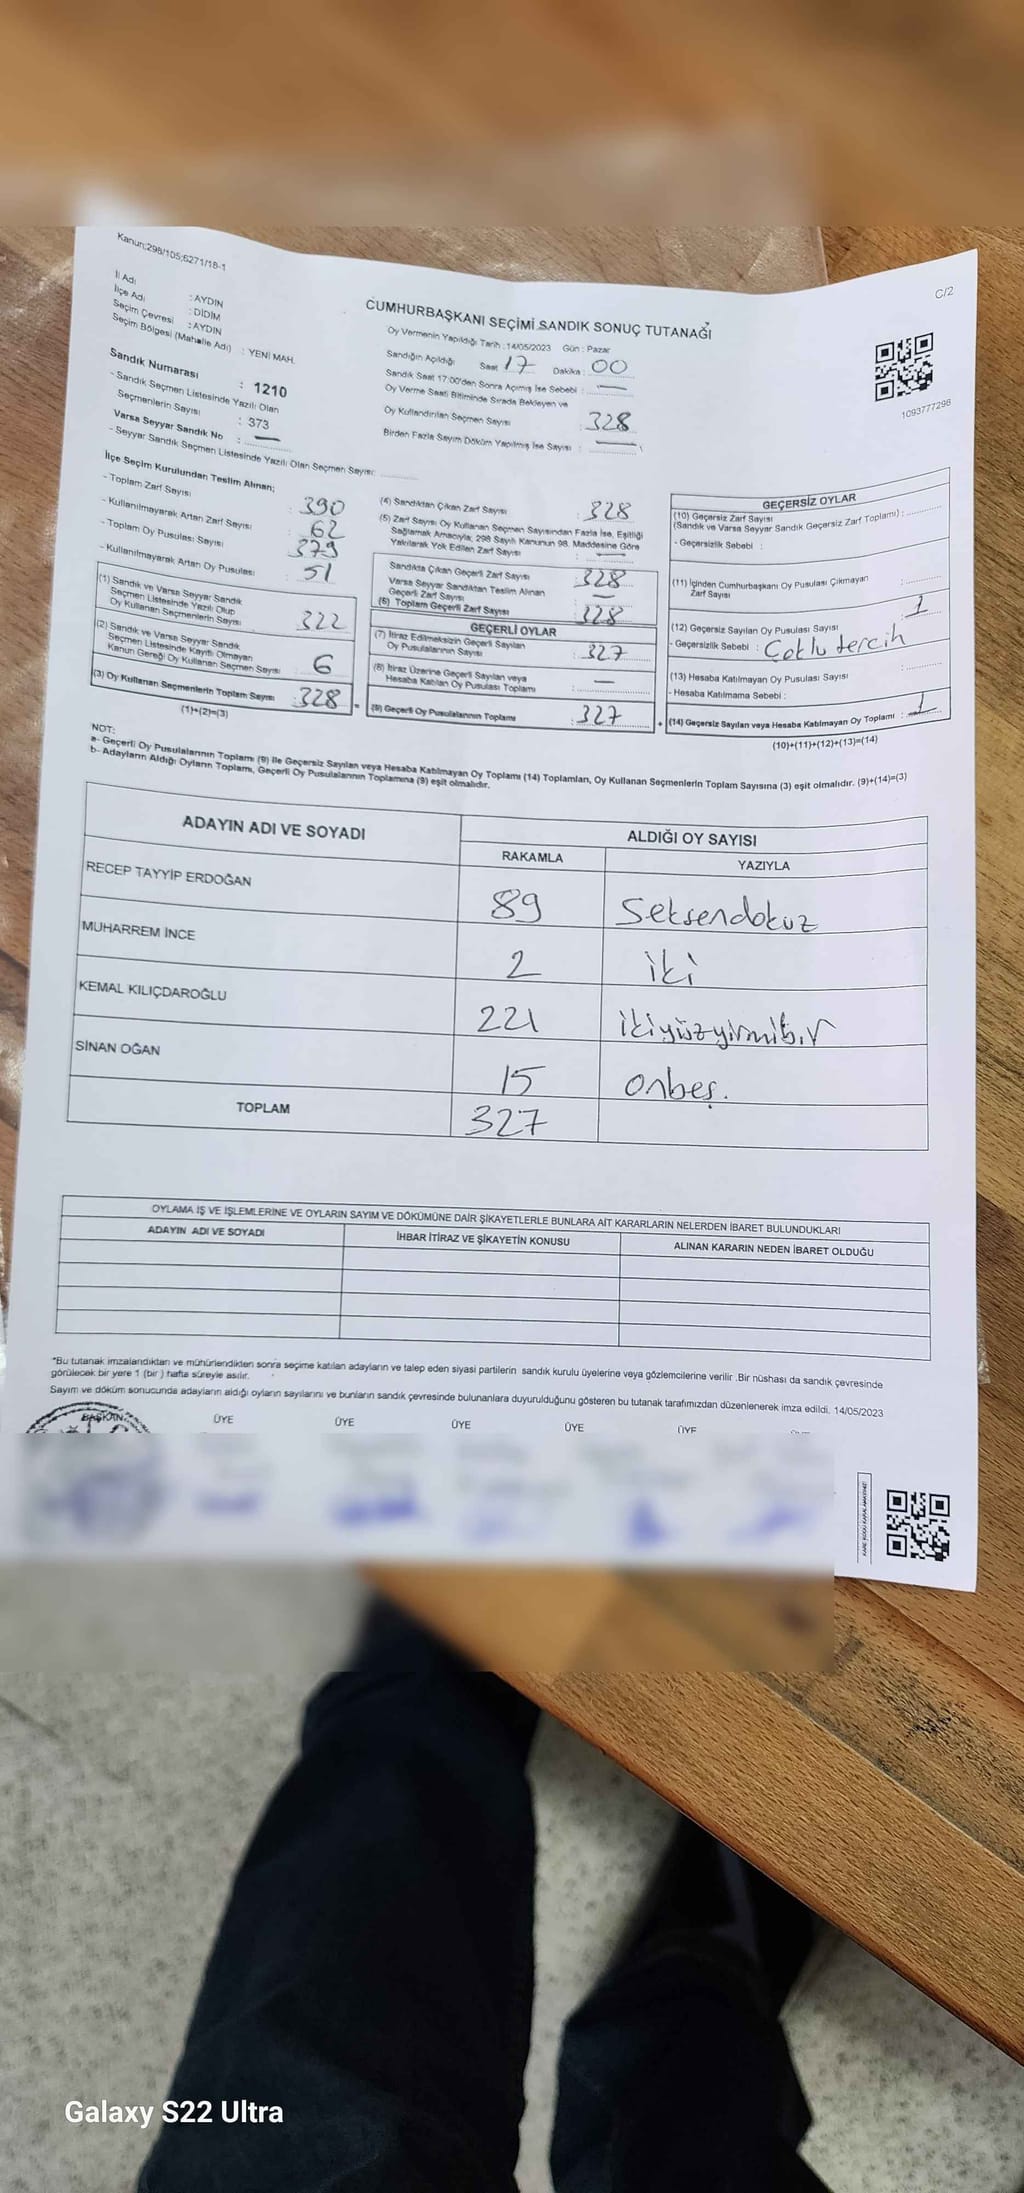 Kanun;298/105;6271/18-1
C/2
İl Adı : AYDIN
İlçe Adı : DİDİM
Seçim Çevresi : AYDIN
Seçim Bölgesi (Mahalle Adı) : YENİ MAH.
Sandık Numarası : 1210
- Sandık Seçmen Listesinde Yazılı Olan
Seçmenlerin Sayısı : 373
Varsa Seyyar Sandık No :
- Seyyar Sandık Seçmen Listesinde Yazılı Olan Seçmen Sayısı:
CUMHURBAŞKANI SEÇİMİ SANDIK SONUÇ TUTANAĞI
Oy Vermenin Yapıldığı Tarih : 14/05/2023 Gün : Pazar
Sandığın Açıldığı Saat 17 Dakika : 00
Sandık Saat 17:00'den Sonra Açılmış İse Sebebi :
Oy Verme Saati Bitiminde Sırada Bekleyen ve
Oy Kullandırılan Seçmen Sayısı : 328
Birden Fazla Sayım Döküm Yapılmış İse Sayısı :
1093777298
İlçe Seçim Kurulundan Teslim Alınan;
- Toplam Zarf Sayısı : 390
- Kullanılmayarak Artan Zarf Sayısı : 62
- Toplam Oy Pusulası Sayısı : 379
- Kullanılmayarak Artan Oy Pusulası : 51
(1) Sandık ve Varsa Seyyar Sandık
Seçmen Listesinde Yazılı Olup
Oy Kullanan Seçmenlerin Sayısı : 322
(2) Sandık ve Varsa Seyyar Sandık
Seçmen Listesinde Kayıtlı Olmayan
Kanun Gereği Oy Kullanan Seçmen Sayısı : 6
(3) Oy Kullanan Seçmenlerin Toplam Sayısı : 328
(1)+(2)=(3)
(4) Sandıktan Çıkan Zarf Sayısı : 328
(5) Zarf Sayısı Oy Kullanan Seçmen Sayısından Fazla İse, Eşitliği
Sağlamak Amacıyla; 298 Sayılı Kanunun 98. Maddesine Göre
Yakılarak Yok Edilen Zarf Sayısı :
Sandıkta Çıkan Geçerli Zarf Sayısı : 328
Varsa Seyyar Sandıktan Teslim Alınan
Geçerli Zarf Sayısı
(6) Toplam Geçerli Zarf Sayısı : 328
GEÇERLİ OYLAR
(7) İtiraz Edilmeksizin Geçerli Sayılan
Oy Pusulalarının Sayısı : 327
(8) İtiraz Üzerine Geçerli Sayılan veya
Hesaba Katılan Oy Pusulası Toplamı :
(9) Geçerli Oy Pusulalarının Toplamı : 327
GEÇERSİZ OYLAR
(10) Geçersiz Zarf Sayısı
(Sandık ve Varsa Seyyar Sandık Geçersiz Zarf Toplamı) :
- Geçersizlik Sebebi :
(11) İçinden Cumhurbaşkanı Oy Pusulası Çıkmayan
Zarf Sayısı :
(12) Geçersiz Sayılan Oy Pusulası Sayısı : 1
- Geçersizlik Sebebi : Çoklu tercih
(13) Hesaba Katılmayan Oy Pusulası Sayısı :
- Hesaba Katılmama Sebebi :
(14) Geçersiz Sayılan veya Hesaba Katılmayan Oy Toplamı : 1
(10)+(11)+(12)+(13)=(14)
NOT:
a- Geçerli Oy Pusulalarının Toplamı (9) ile Geçersiz Sayılan veya Hesaba Katılmayan Oy Toplamı (14) Toplamları, Oy Kullanan Seçmenlerin Toplam Sayısına (3) eşit olmalıdır. (9)+(14)=(3)
b- Adayların Aldığı Oyların Toplamı, Geçerli Oy Pusulalarının Toplamına (9) eşit olmalıdır.
ADAYIN ADI VE SOYADI ALDIĞI OY SAYISI
RAKAMLA YAZIYLA
RECEP TAYYİP ERDOĞAN 89 Seksendokuz
MUHARREM İNCE 2 iki
KEMAL KILIÇDAROĞLU 221 ikiyüzyirmibir
SİNAN OĞAN 15 onbeş.
TOPLAM 327
OYLAMA İŞ VE İŞLEMLERİNE VE OYLARIN SAYIM VE DÖKÜMÜNE DAİR ŞİKAYETLERLE BUNLARA AİT KARARLARIN NELERDEN İBARET BULUNDUKLARI
ADAYIN ADI VE SOYADI İHBAR İTİRAZ VE ŞİKAYETİN KONUSU ALINAN KARARIN NEDEN İBARET OLDUĞU
*Bu tutanak imzalandıktan ve mühürlendikten sonra seçime katılan adayların ve talep eden siyasi partilerin sandık kurulu üyelerine veya gözlemcilerine verilir .Bir nüshası da sandık çevresinde
görülecek bir yere 1 (bir ) hafta süreyle asılır.
Sayım ve döküm sonucunda adayların aldığı oyların sayılarını ve bunların sandık çevresinde bulunanlara duyurulduğunu gösteren bu tutanak tarafımızdan düzenlenerek imza edildi. 14/05/2023
BAŞKAN ÜYE ÜYE ÜYE ÜYE ÜYE
KARE KODU KARALAMAYINIZ!
Galaxy S22 Ultra